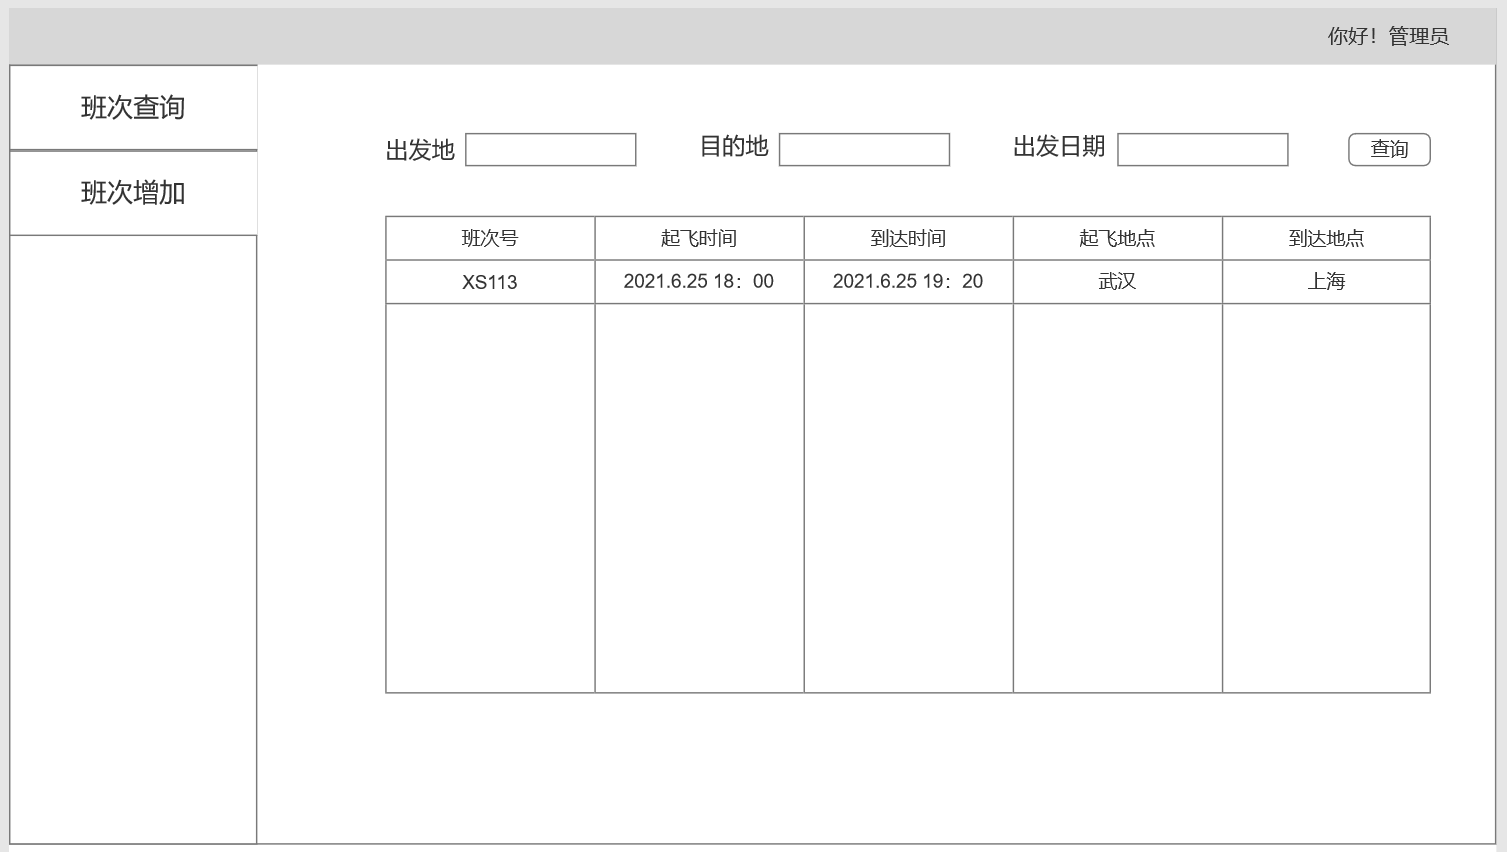 你好！管理员
班次查询
班次增加
出发地 目的地 出发日期 查询
班次号 起飞时间 到达时间 起飞地点 到达地点
XS113 2021.6.25 18：00 2021.6.25 19：20 武汉 上海